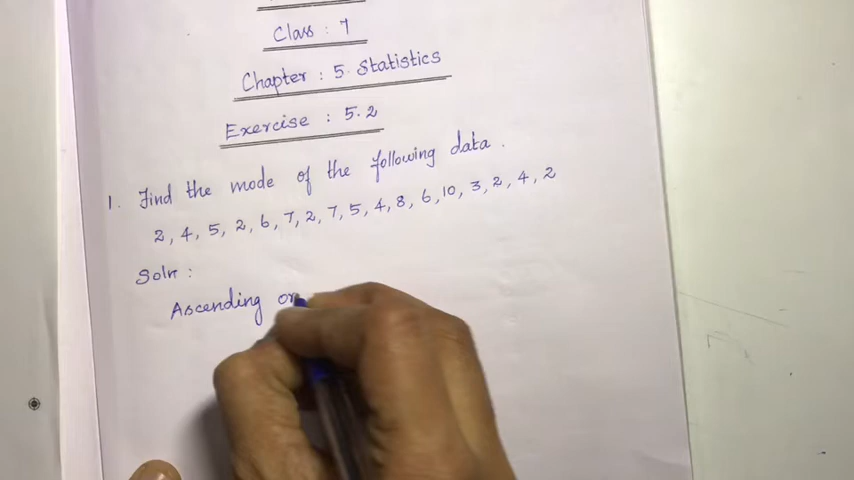 Class : 7
Chapter : 5. Statistics
Exercise : 5.2
1. Find the mode of the following data.
2, 4, 5, 2, 6, 7, 2, 7, 5, 4, 8, 6, 10, 3, 2, 4, 2
Soln :
Ascending or